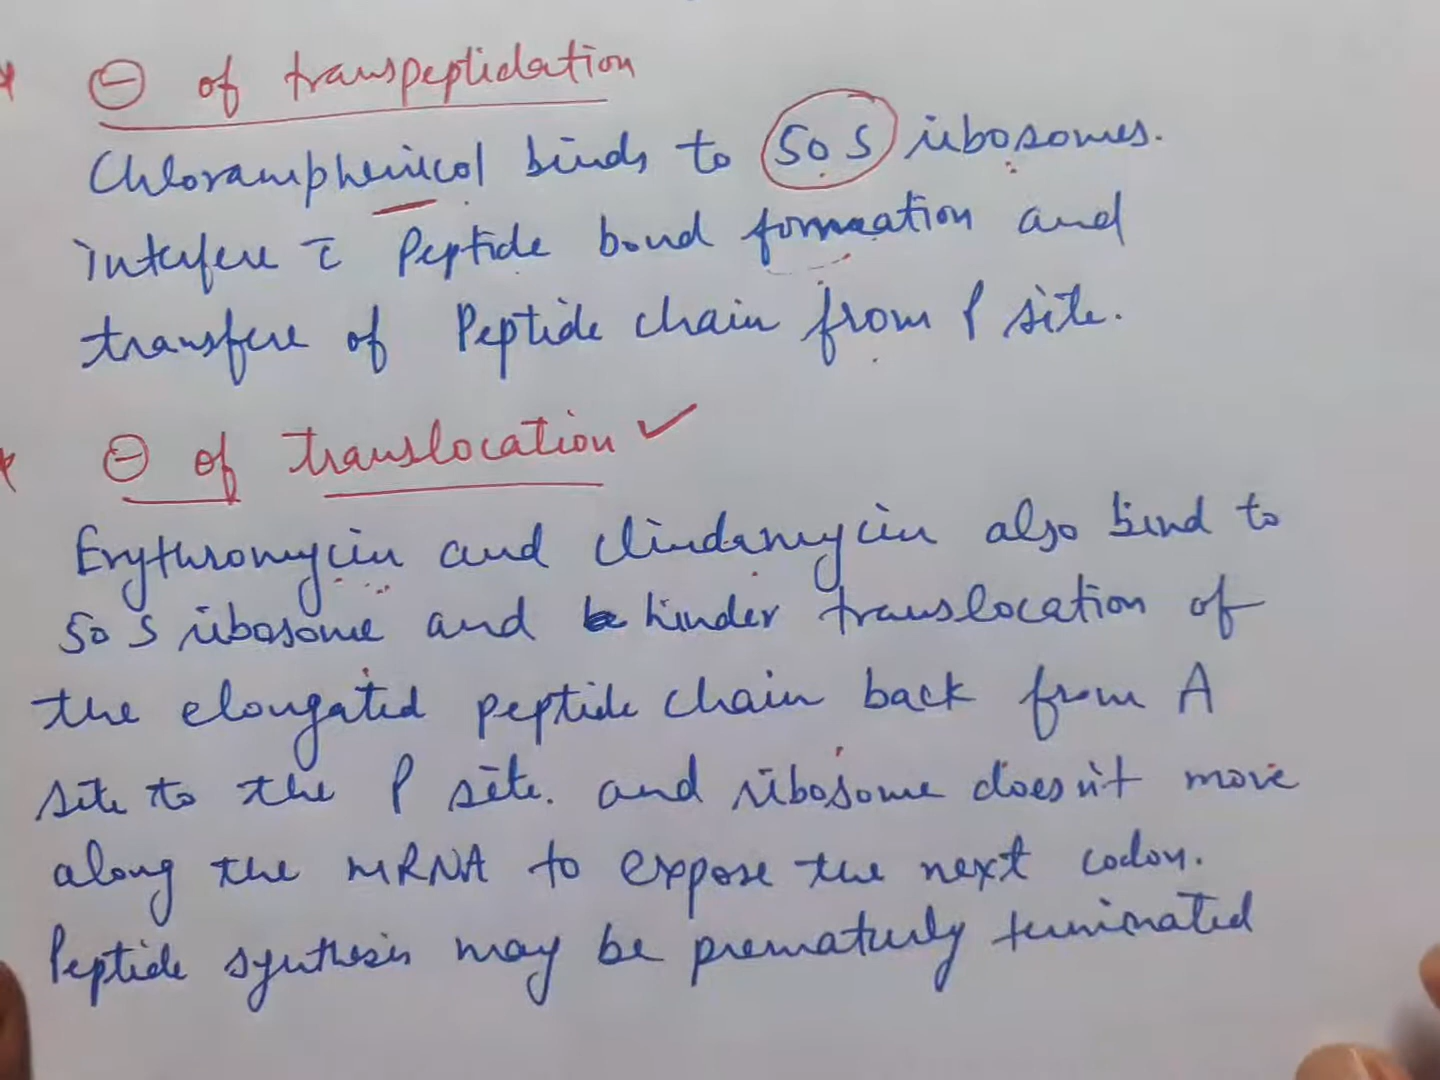 * ⊖ of transpeptidation
Chloramphenicol binds to 50 S ribosomes.
interfere c̄ Peptide bond formation and
transfere of Peptide chain from P site.
* ⊖ of translocation ✓
Erythromycin and clindamycin also bind to
50 S ribosome and hinder translocation of
the elongated peptide chain back from A
site to the P site. and ribosome doesn't move
along the mRNA to expose the next codon.
Peptide synthesis may be prematurly terminated